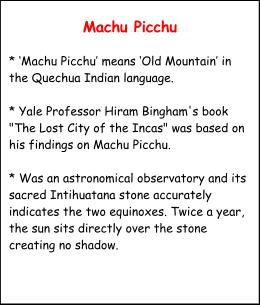 Machu Picchu
* ‘Machu Picchu’ means ‘Old Mountain’ in
the Quechua Indian language.
* Yale Professor Hiram Bingham's book
"The Lost City of the Incas" was based on
his findings on Machu Picchu.
* Was an astronomical observatory and its
sacred Intihuatana stone accurately
indicates the two equinoxes. Twice a year,
the sun sits directly over the stone
creating no shadow.